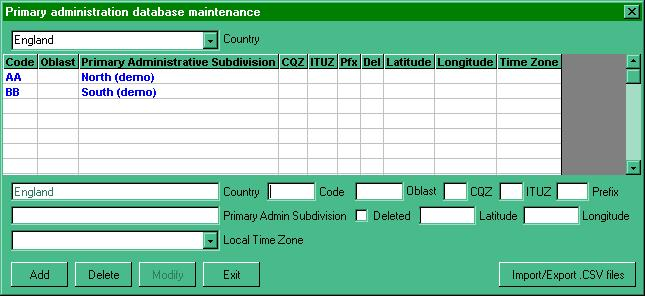 Primary administration database maintenance
England Country
Code Oblast Primary Administrative Subdivision CQZ ITUZ Pfx Del Latitude Longitude Time Zone
AA North (demo)
BB South (demo)
England Country Code Oblast CQZ ITUZ Prefix
Primary Admin Subdivision Deleted Latitude Longitude
Local Time Zone
Add Delete Modify Exit Import/Export .CSV files